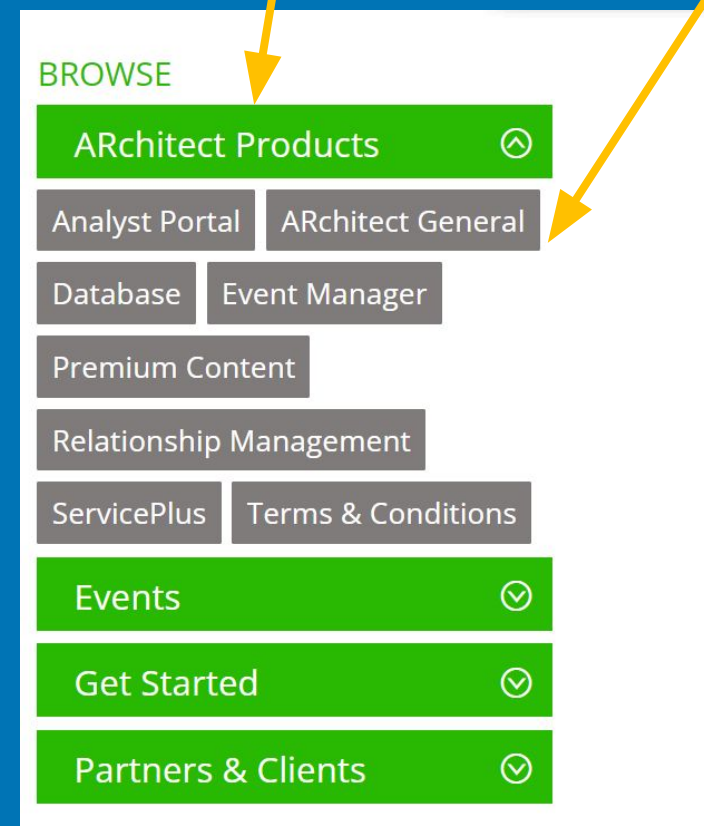 BROWSE
ARchitect Products
Analyst Portal ARchitect General
Database Event Manager
Premium Content
Relationship Management
ServicePlus Terms & Conditions
Events
Get Started
Partners & Clients